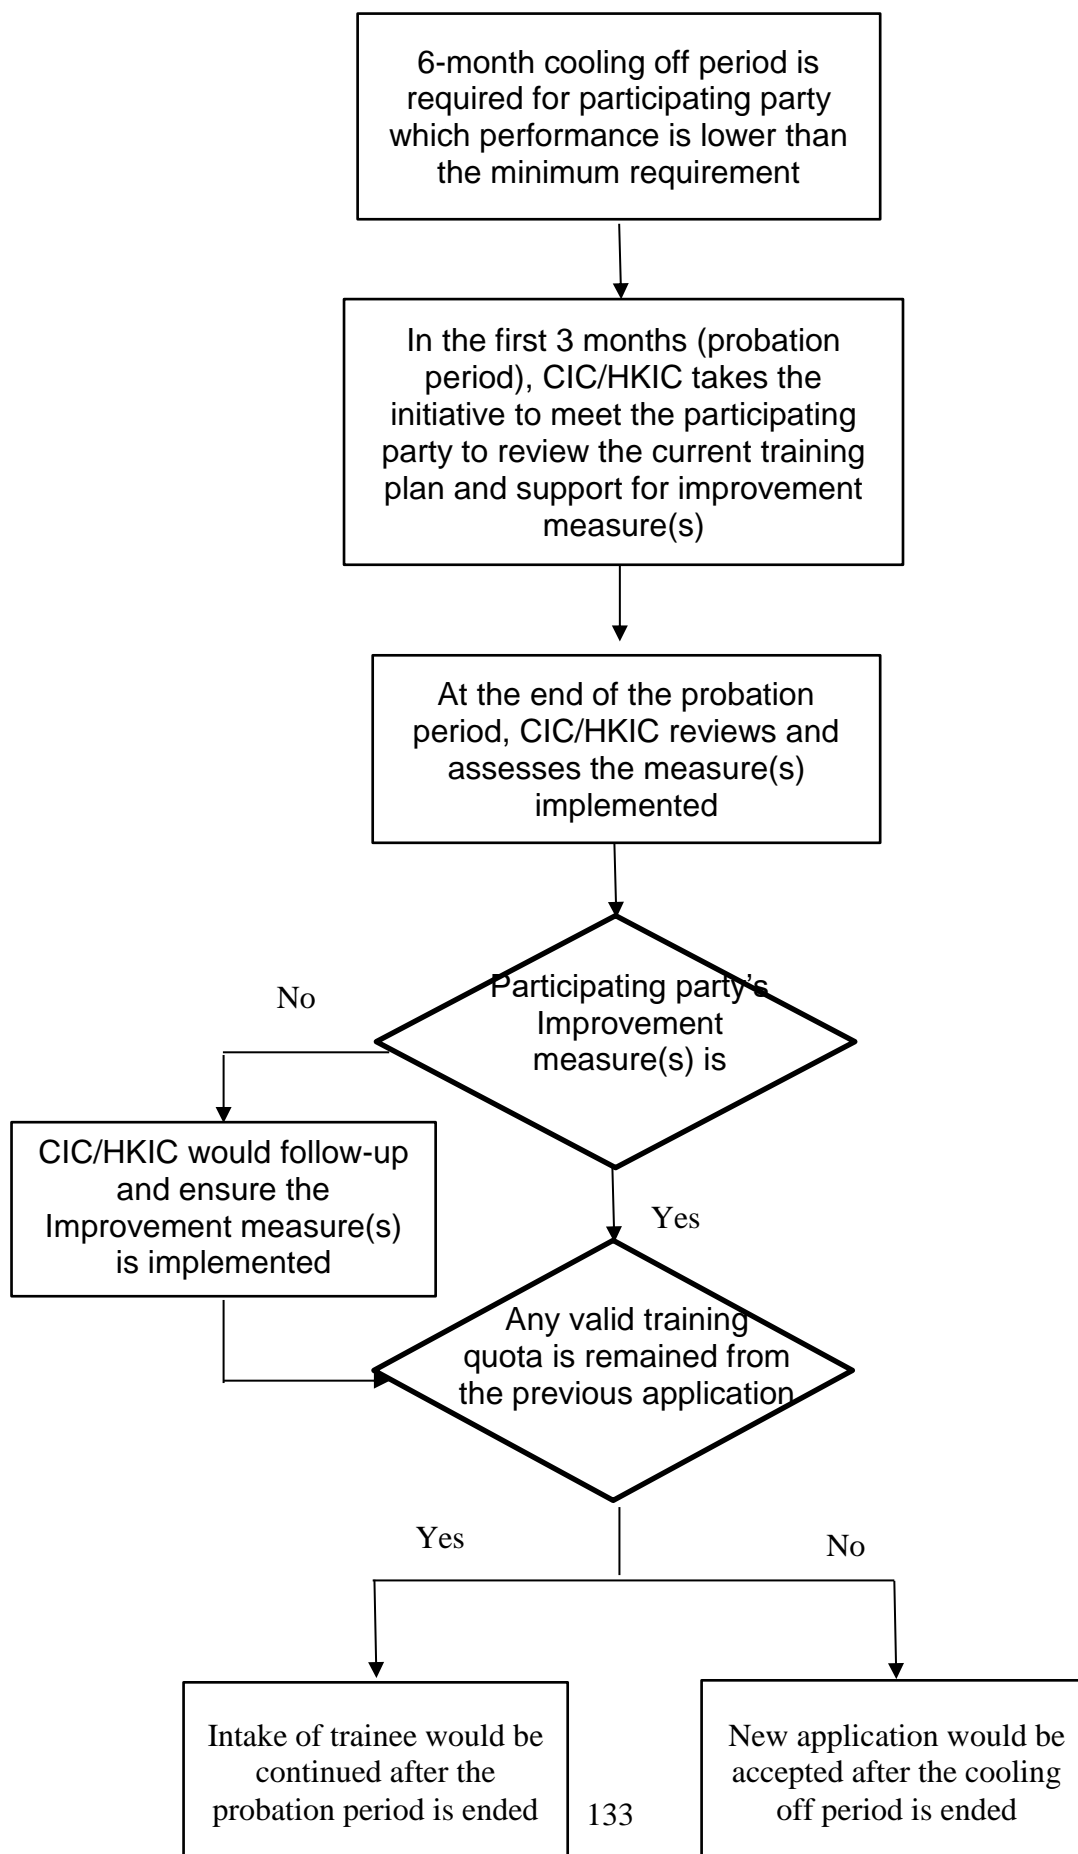 6-month cooling off period is
required for participating party
which performance is lower than
the minimum requirement
In the first 3 months (probation
period), CIC/HKIC takes the
initiative to meet the participating
party to review the current training
plan and support for improvement
measure(s)
At the end of the probation
period, CIC/HKIC reviews and
assesses the measure(s)
implemented
Participating party’s
Improvement
measure(s) is
No
CIC/HKIC would follow-up
and ensure the
Improvement measure(s)
is implemented
Yes
Any valid training
quota is remained from
the previous application
Yes
No
Intake of trainee would be
continued after the
probation period is ended
New application would be
accepted after the cooling
off period is ended
133